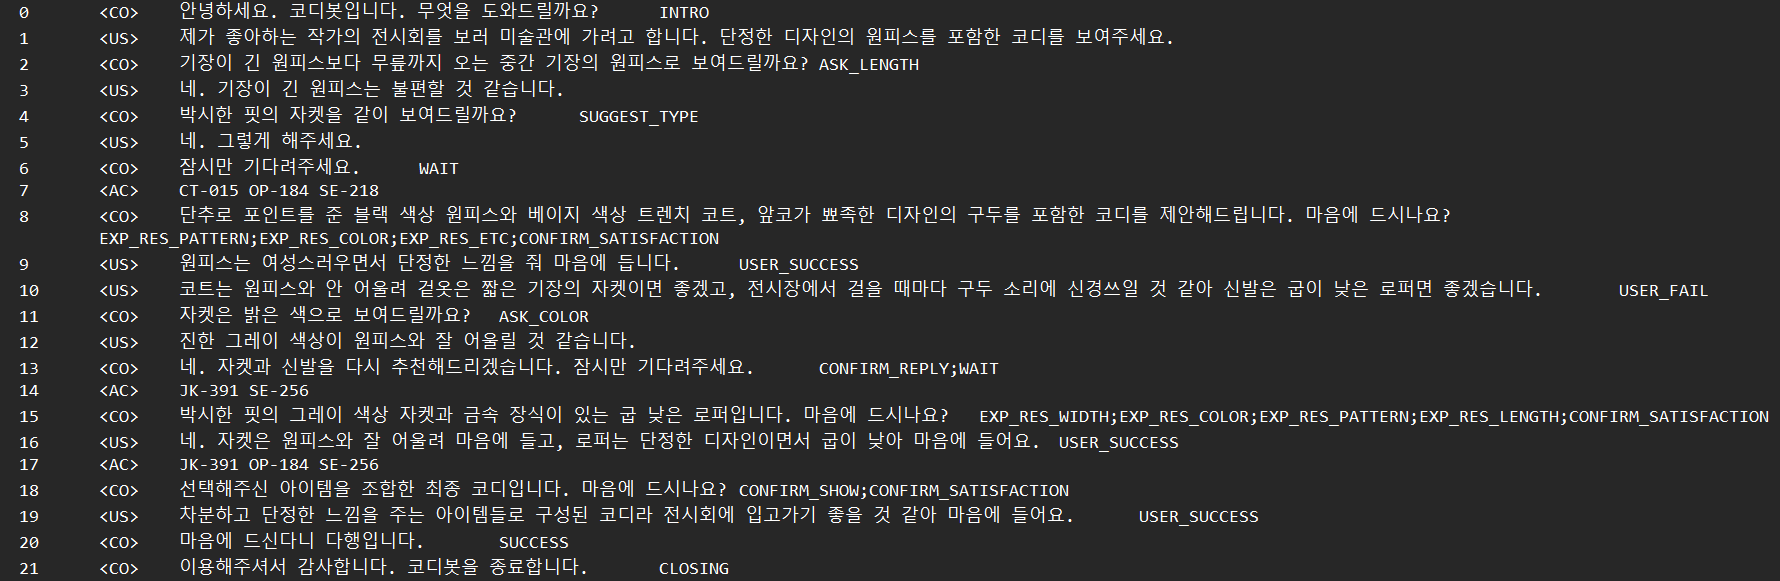 0 <CO> 안녕하세요. 코디봇입니다. 무엇을 도와드릴까요? INTRO
1 <US> 제가 좋아하는 작가의 전시회를 보러 미술관에 가려고 합니다. 단정한 디자인의 원피스를 포함한 코디를 보여주세요.
2 <CO> 기장이 긴 원피스보다 무릎까지 오는 중간 기장의 원피스로 보여드릴까요? ASK_LENGTH
3 <US> 네. 기장이 긴 원피스는 불편할 것 같습니다.
4 <CO> 박시한 핏의 자켓을 같이 보여드릴까요? SUGGEST_TYPE
5 <US> 네. 그렇게 해주세요.
6 <CO> 잠시만 기다려주세요. WAIT
7 <AC> CT-015 OP-184 SE-218
8 <CO> 단추로 포인트를 준 블랙 색상 원피스와 베이지 색상 트렌치 코트, 앞코가 뾰족한 디자인의 구두를 포함한 코디를 제안해드립니다. 마음에 드시나요?
EXP_RES_PATTERN;EXP_RES_COLOR;EXP_RES_ETC;CONFIRM_SATISFACTION
9 <US> 원피스는 여성스러우면서 단정한 느낌을 줘 마음에 듭니다. USER_SUCCESS
10 <US> 코트는 원피스와 안 어울려 겉옷은 짧은 기장의 자켓이면 좋겠고, 전시장에서 걸을 때마다 구두 소리에 신경쓰일 것 같아 신발은 굽이 낮은 로퍼면 좋겠습니다. USER_FAIL
11 <CO> 자켓은 밝은 색으로 보여드릴까요? ASK_COLOR
12 <US> 진한 그레이 색상이 원피스와 잘 어울릴 것 같습니다.
13 <CO> 네. 자켓과 신발을 다시 추천해드리겠습니다. 잠시만 기다려주세요. CONFIRM_REPLY;WAIT
14 <AC> JK-391 SE-256
15 <CO> 박시한 핏의 그레이 색상 자켓과 금속 장식이 있는 굽 낮은 로퍼입니다. 마음에 드시나요? EXP_RES_WIDTH;EXP_RES_COLOR;EXP_RES_PATTERN;EXP_RES_LENGTH;CONFIRM_SATISFACTION
16 <US> 네. 자켓은 원피스와 잘 어울려 마음에 들고, 로퍼는 단정한 디자인이면서 굽이 낮아 마음에 들어요. USER_SUCCESS
17 <AC> JK-391 OP-184 SE-256
18 <CO> 선택해주신 아이템을 조합한 최종 코디입니다. 마음에 드시나요? CONFIRM_SHOW;CONFIRM_SATISFACTION
19 <US> 차분하고 단정한 느낌을 주는 아이템들로 구성된 코디라 전시회에 입고가기 좋을 것 같아 마음에 들어요. USER_SUCCESS
20 <CO> 마음에 드신다니 다행입니다. SUCCESS
21 <CO> 이용해주셔서 감사합니다. 코디봇을 종료합니다. CLOSING